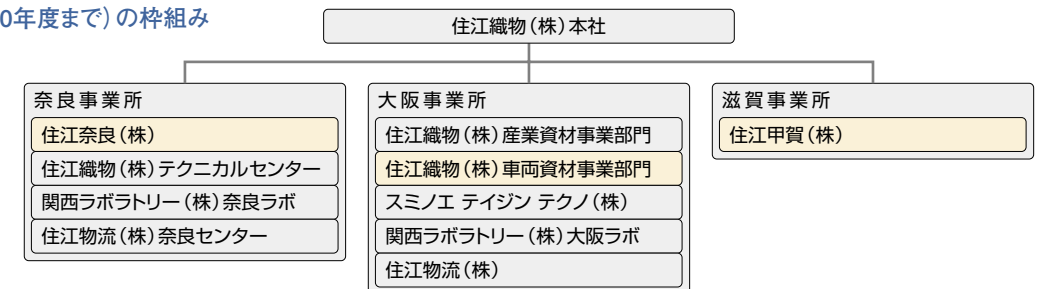 0年度まで)の枠組み
住江織物(株)本社
奈良事業所
住江奈良(株)
住江織物(株)テクニカルセンター
関西ラボラトリー(株)奈良ラボ
住江物流(株)奈良センター
大阪事業所
住江織物(株)産業資材事業部門
住江織物(株)車両資材事業部門
スミノエ テイジン テクノ(株)
関西ラボラトリー(株)大阪ラボ
住江物流(株)
滋賀事業所
住江甲賀(株)